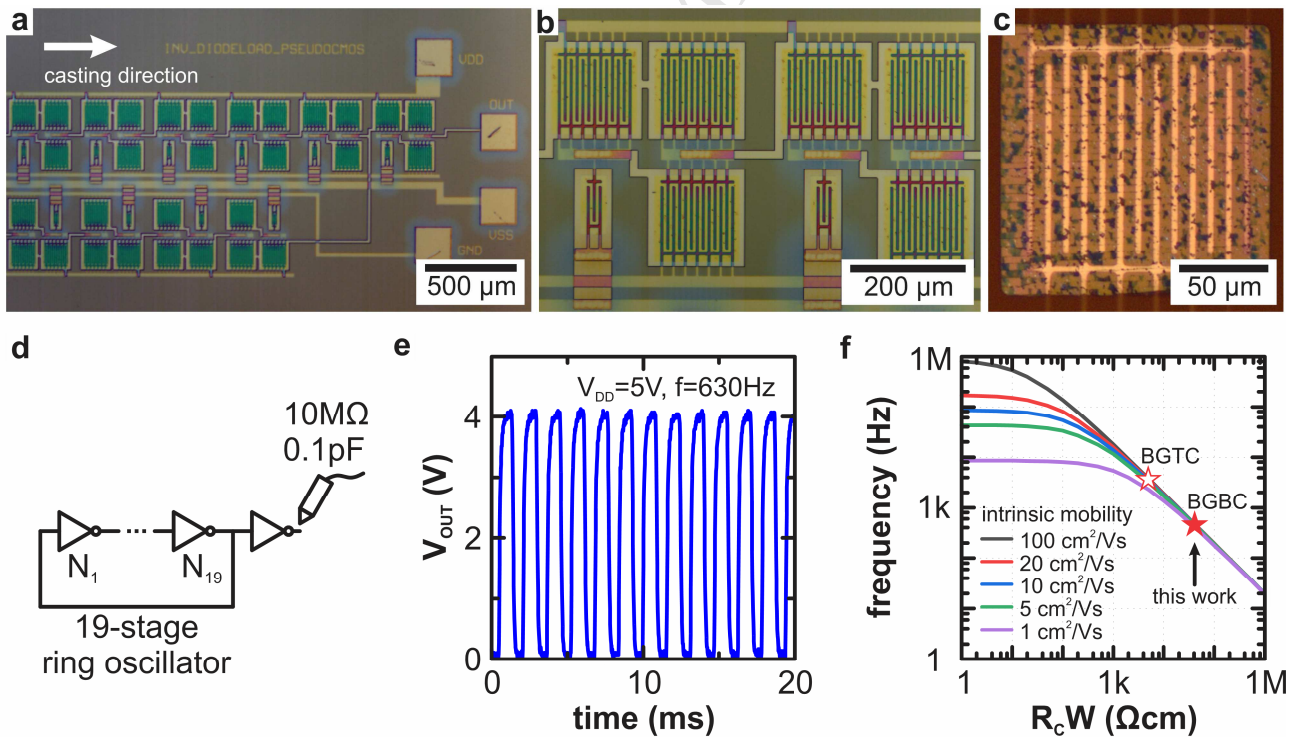 a
casting direction
INV_DIODELOAD_PSEUDOCMOS
VDD
OUT
VSS
GND
500 µm
b
200 µm
c
50 µm
d
10MΩ
0.1pF
N1
...
N19
19-stage
ring oscillator
e
VDD=5V, f=630Hz
4
2
0
VOUT (V)
0
10
20
time (ms)
f
1M
1k
1
frequency (Hz)
BGTC
BGBC
intrinsic mobility
100 cm²/Vs
20 cm²/Vs
10 cm²/Vs
5 cm²/Vs
1 cm²/Vs
this work
1
1k
1M
RcW (Ωcm)